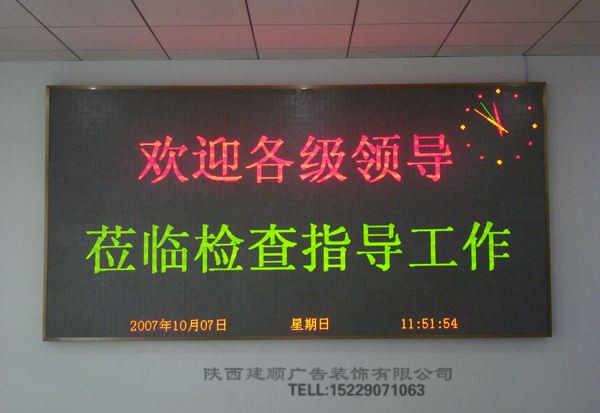 欢迎各级领导
莅临检查指导工作
2007年10月07日 星期日 11:51:54
陕西建顺广告装饰有限公司
TELL:15229071063